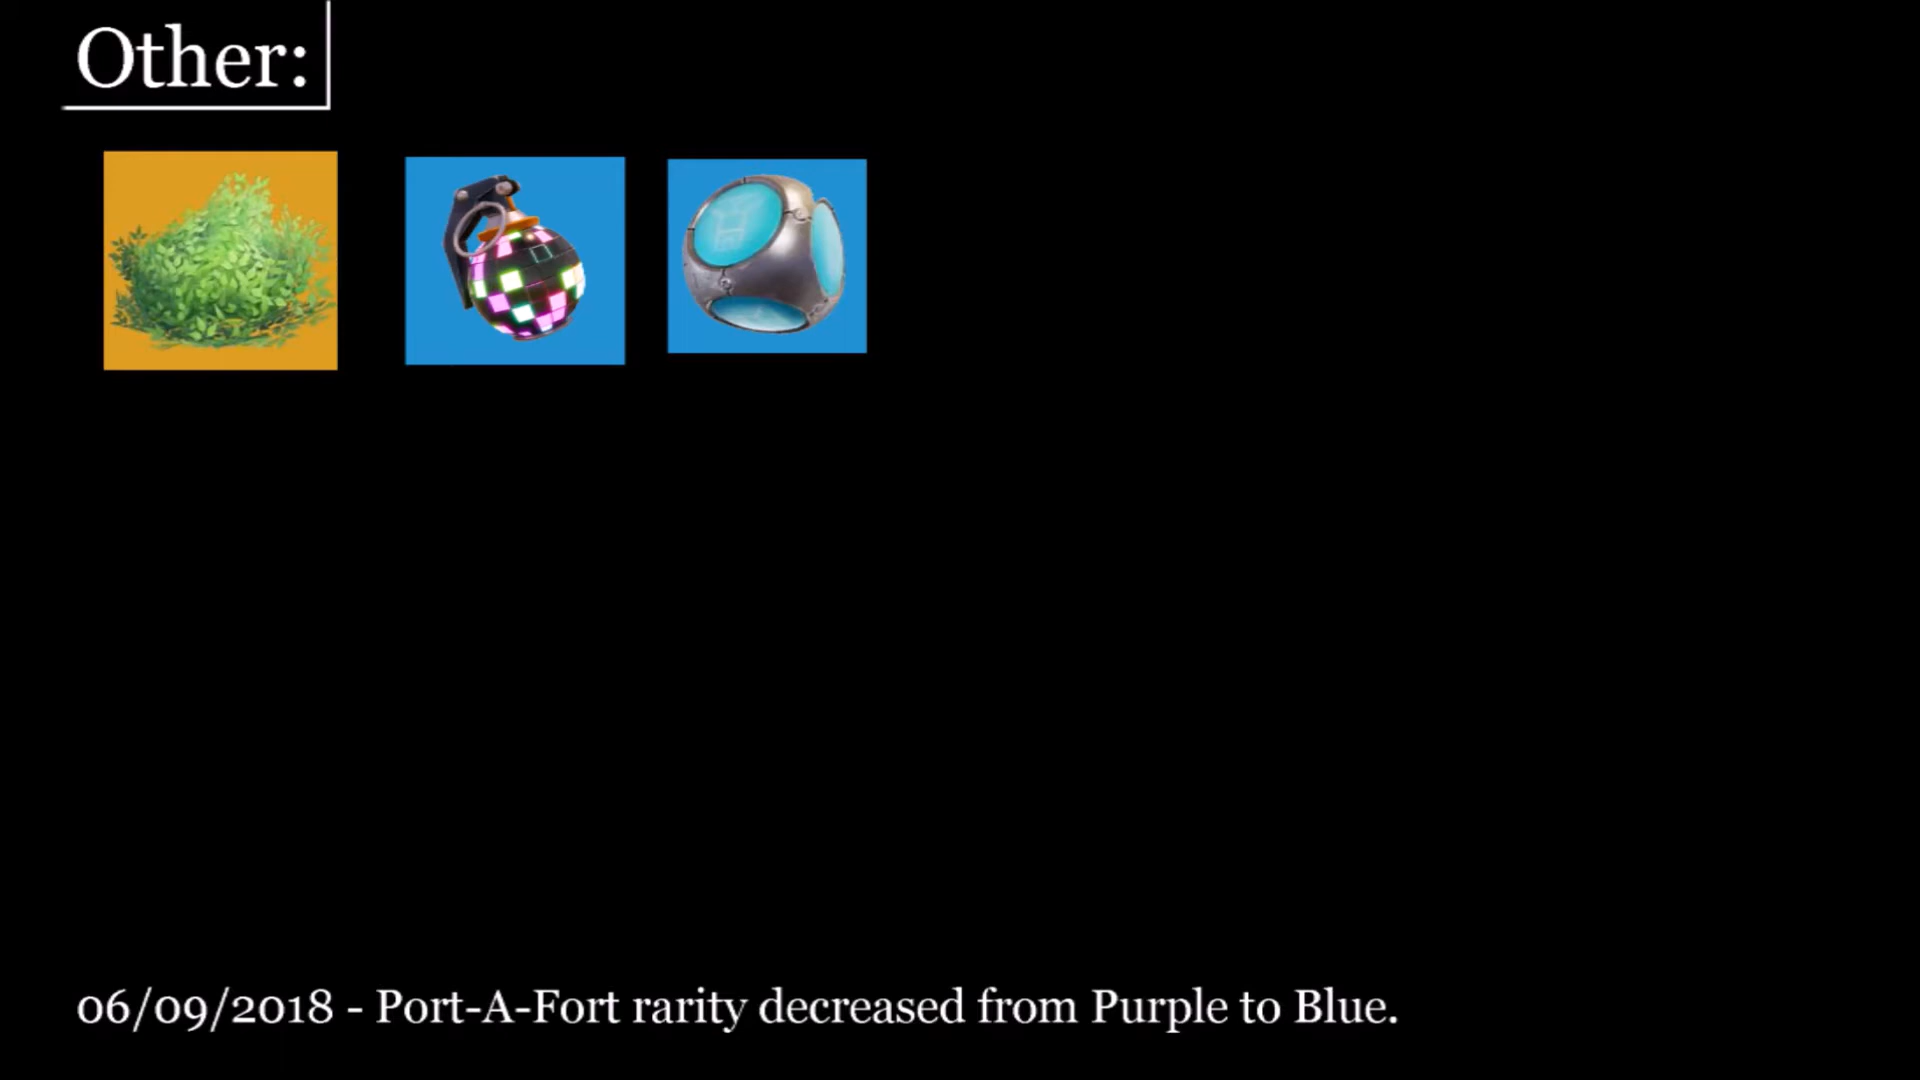 Other:
06/09/2018 - Port-A-Fort rarity decreased from Purple to Blue.